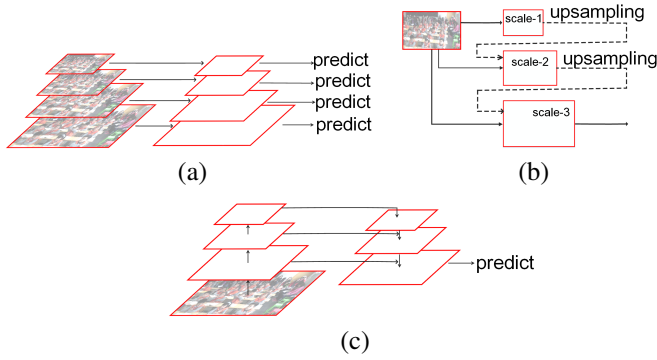 predict
predict
predict
predict
(a)
scale-1
upsampling
scale-2
upsampling
scale-3
(b)
predict
(c)